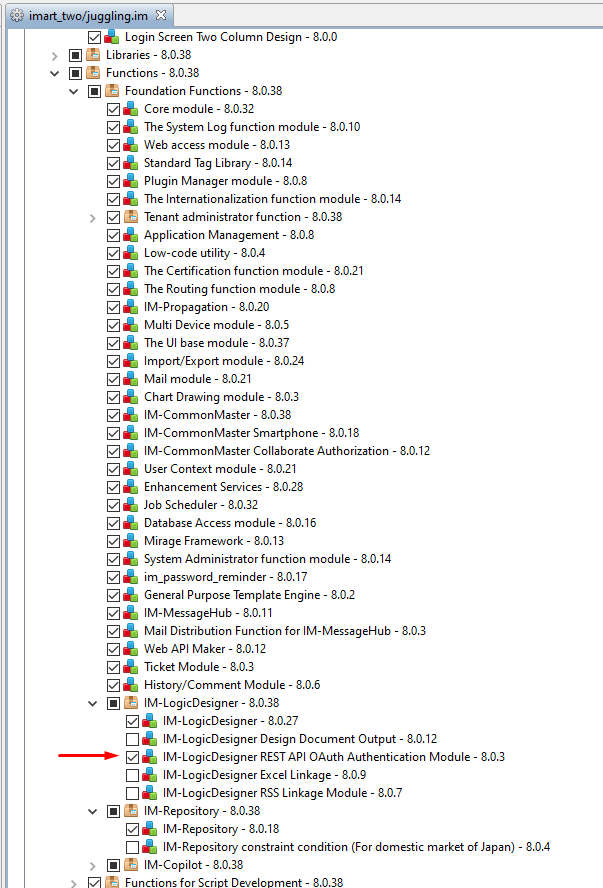 imart_two/juggling.im
Login Screen Two Column Design - 8.0.0
Libraries - 8.0.38
Functions - 8.0.38
Foundation Functions - 8.0.38
Core module - 8.0.32
The System Log function module - 8.0.10
Web access module - 8.0.13
Standard Tag Library - 8.0.14
Plugin Manager module - 8.0.8
The Internationalization function module - 8.0.14
Tenant administrator function - 8.0.38
Application Management - 8.0.8
Low-code utility - 8.0.4
The Certification function module - 8.0.21
The Routing function module - 8.0.8
IM-Propagation - 8.0.20
Multi Device module - 8.0.5
The UI base module - 8.0.37
Import/Export module - 8.0.24
Mail module - 8.0.21
Chart Drawing module - 8.0.3
IM-CommonMaster - 8.0.38
IM-CommonMaster Smartphone - 8.0.18
IM-CommonMaster Collaborate Authorization - 8.0.12
User Context module - 8.0.21
Enhancement Services - 8.0.28
Job Scheduler - 8.0.32
Database Access module - 8.0.16
Mirage Framework - 8.0.13
System Administrator function module - 8.0.14
im_password_reminder - 8.0.17
General Purpose Template Engine - 8.0.2
IM-MessageHub - 8.0.11
Mail Distribution Function for IM-MessageHub - 8.0.3
Web API Maker - 8.0.12
Ticket Module - 8.0.3
History/Comment Module - 8.0.6
IM-LogicDesigner - 8.0.38
IM-LogicDesigner - 8.0.27
IM-LogicDesigner Design Document Output - 8.0.12
IM-LogicDesigner REST API OAuth Authentication Module - 8.0.3
IM-LogicDesigner Excel Linkage - 8.0.9
IM-LogicDesigner RSS Linkage Module - 8.0.7
IM-Repository - 8.0.38
IM-Repository - 8.0.18
IM-Repository constraint condition (For domestic market of Japan) - 8.0.4
IM-Copilot - 8.0.38
Functions for Script Development - 8.0.38